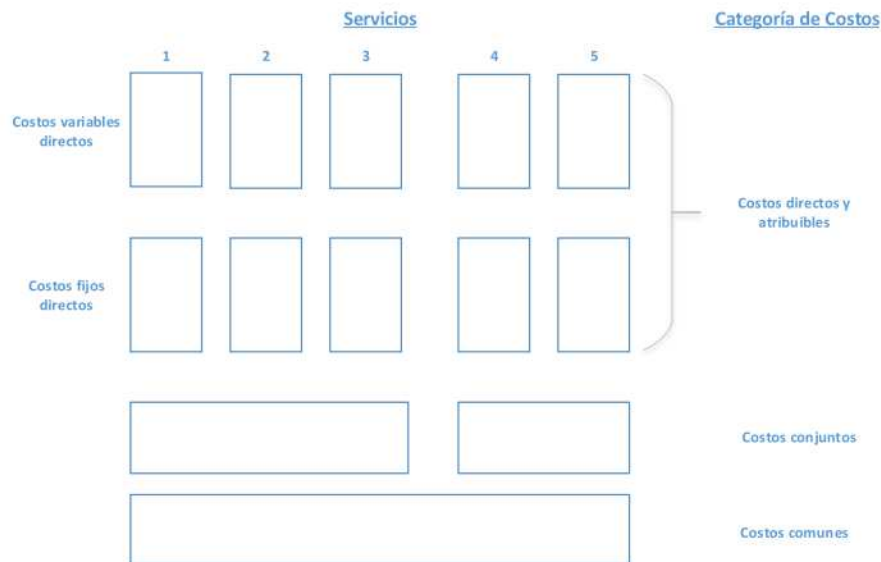 Servicios
Categoría de Costos
1 2 3 4 5
Costos variables
directos
Costos directos y
atribuibles
Costos fijos
directos
Costos conjuntos
Costos comunes